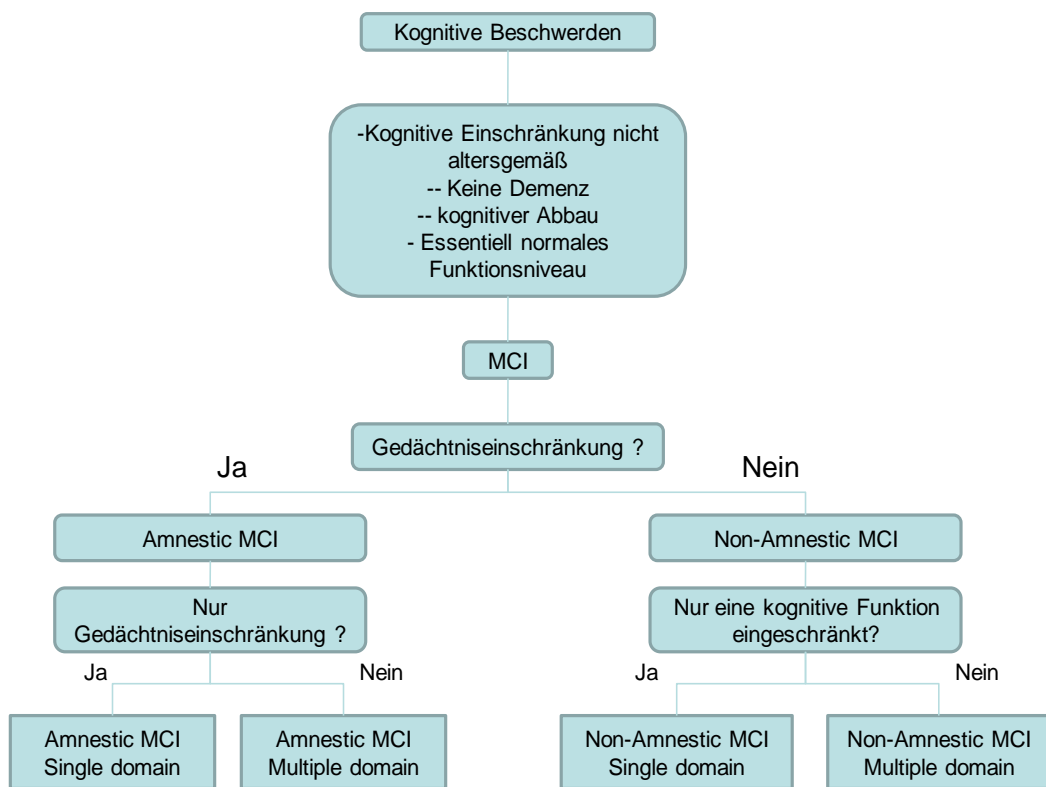 Kognitive Beschwerden
-Kognitive Einschränkung nicht
altersgemäß
-- Keine Demenz
-- kognitiver Abbau
- Essentiell normales
Funktionsniveau
MCI
Gedächtniseinschränkung ?
Ja
Nein
Amnestic MCI
Non-Amnestic MCI
Nur
Gedächtniseinschränkung ?
Nur eine kognitive Funktion
eingeschränkt?
Ja
Nein
Ja
Nein
Amnestic MCI
Single domain
Amnestic MCI
Multiple domain
Non-Amnestic MCI
Single domain
Non-Amnestic MCI
Multiple domain